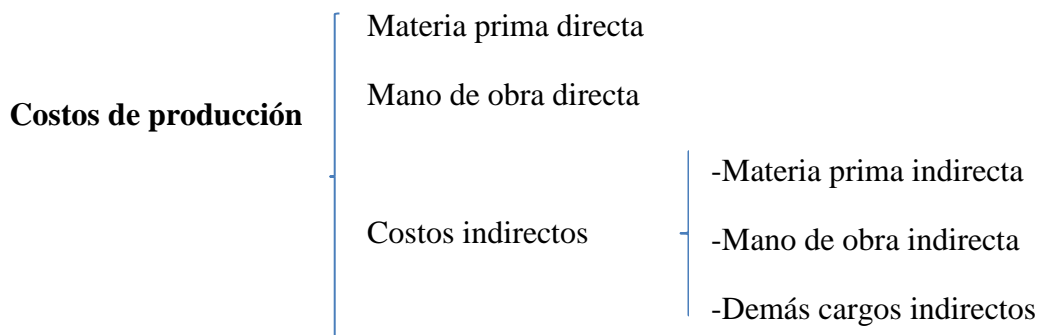 Materia prima directa
Mano de obra directa
Costos de producción
-Materia prima indirecta
Costos indirectos
-Mano de obra indirecta
-Demás cargos indirectos